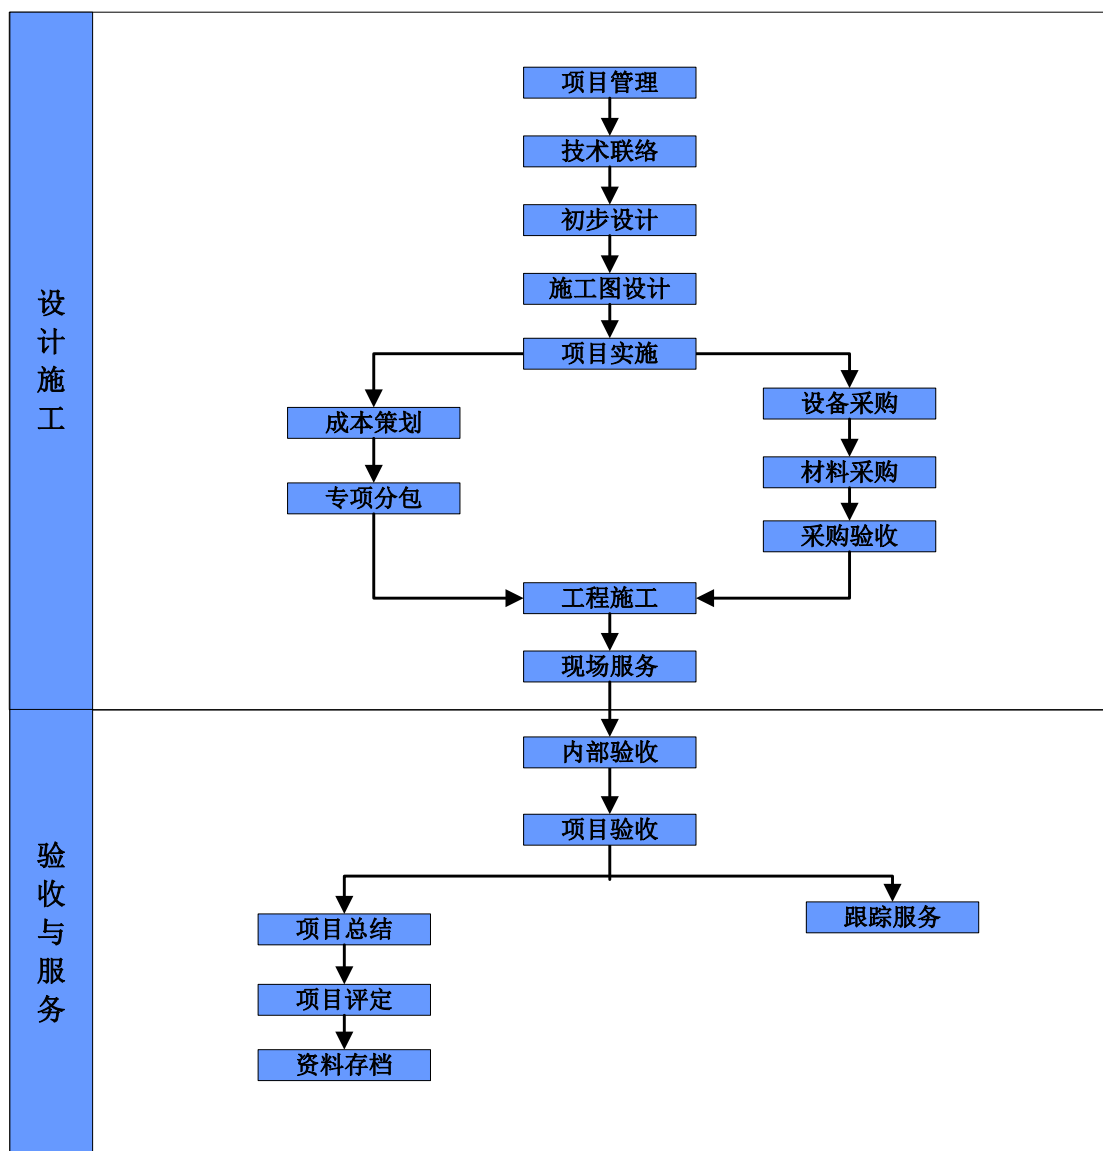 设计施工
项目管理
技术联络
初步设计
施工图设计
项目实施
成本策划
专项分包
设备采购
材料采购
采购验收
工程施工
现场服务
验收与服务
内部验收
项目验收
项目总结
项目评定
资料存档
跟踪服务